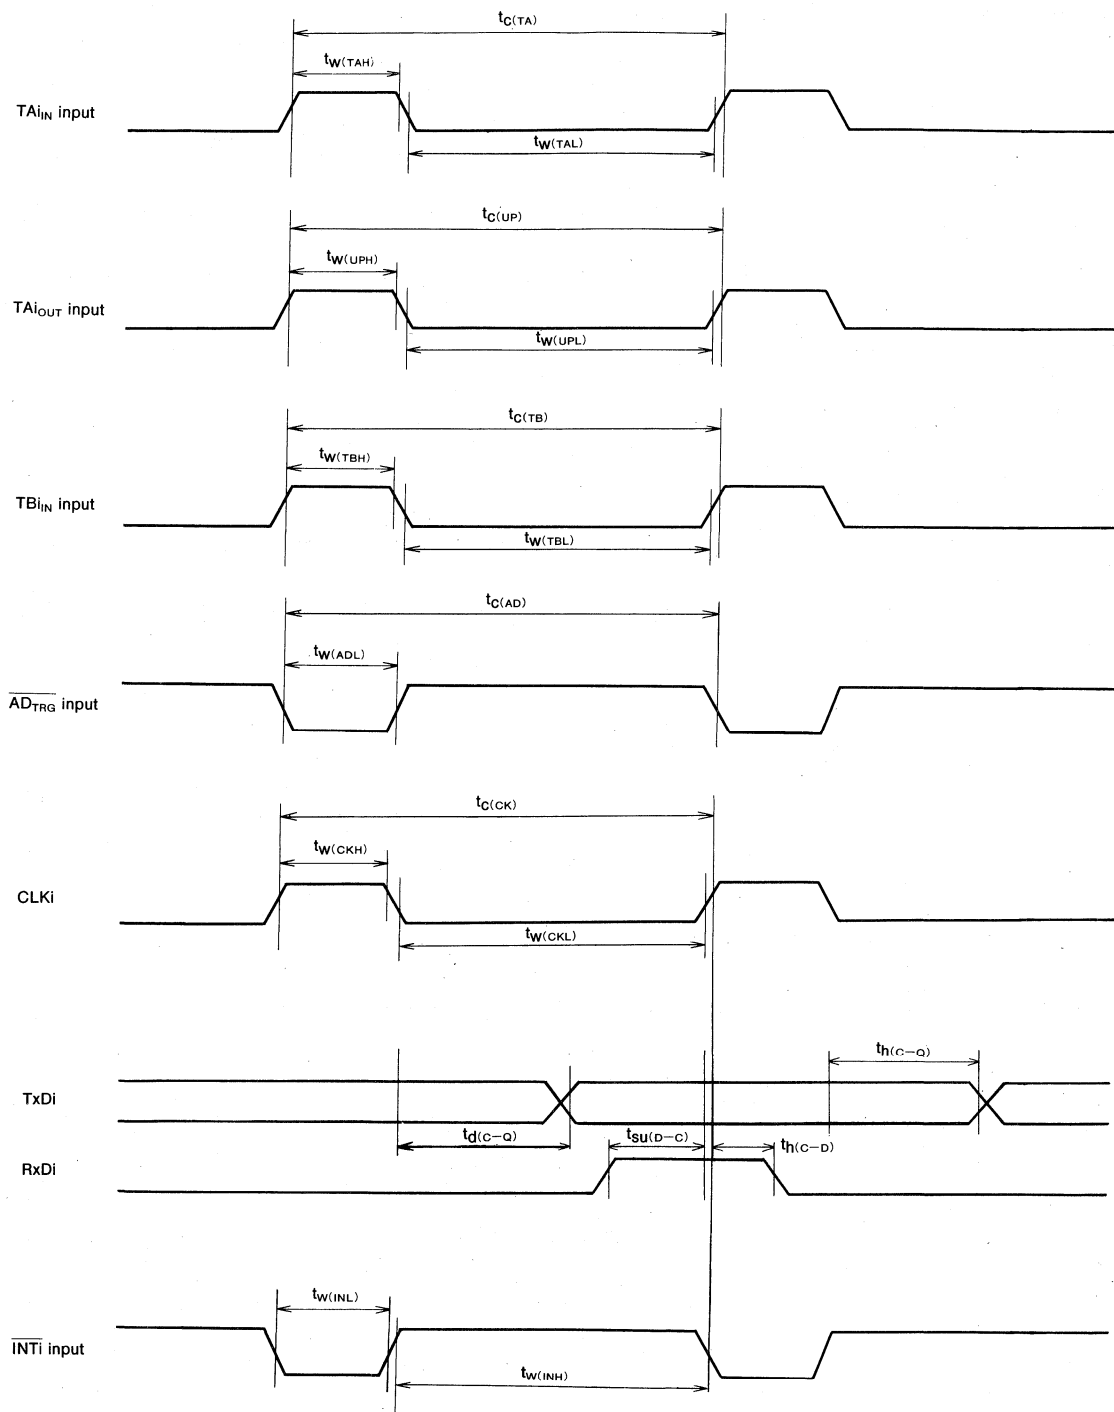 tC(TA)
tW(TAH)
TAiIN input
tW(TAL)
tC(UP)
tW(UPH)
TAiOUT input
tW(UPL)
tC(TB)
tW(TBH)
TBiIN input
tW(TBL)
tC(AD)
tW(ADL)
ADTRG input
tC(CK)
tW(CKH)
CLKi
tW(CKL)
th(C-Q)
TxDi
td(C-Q)
tsu(D-C)
th(C-D)
RxDi
tW(INL)
INTi input
tW(INH)